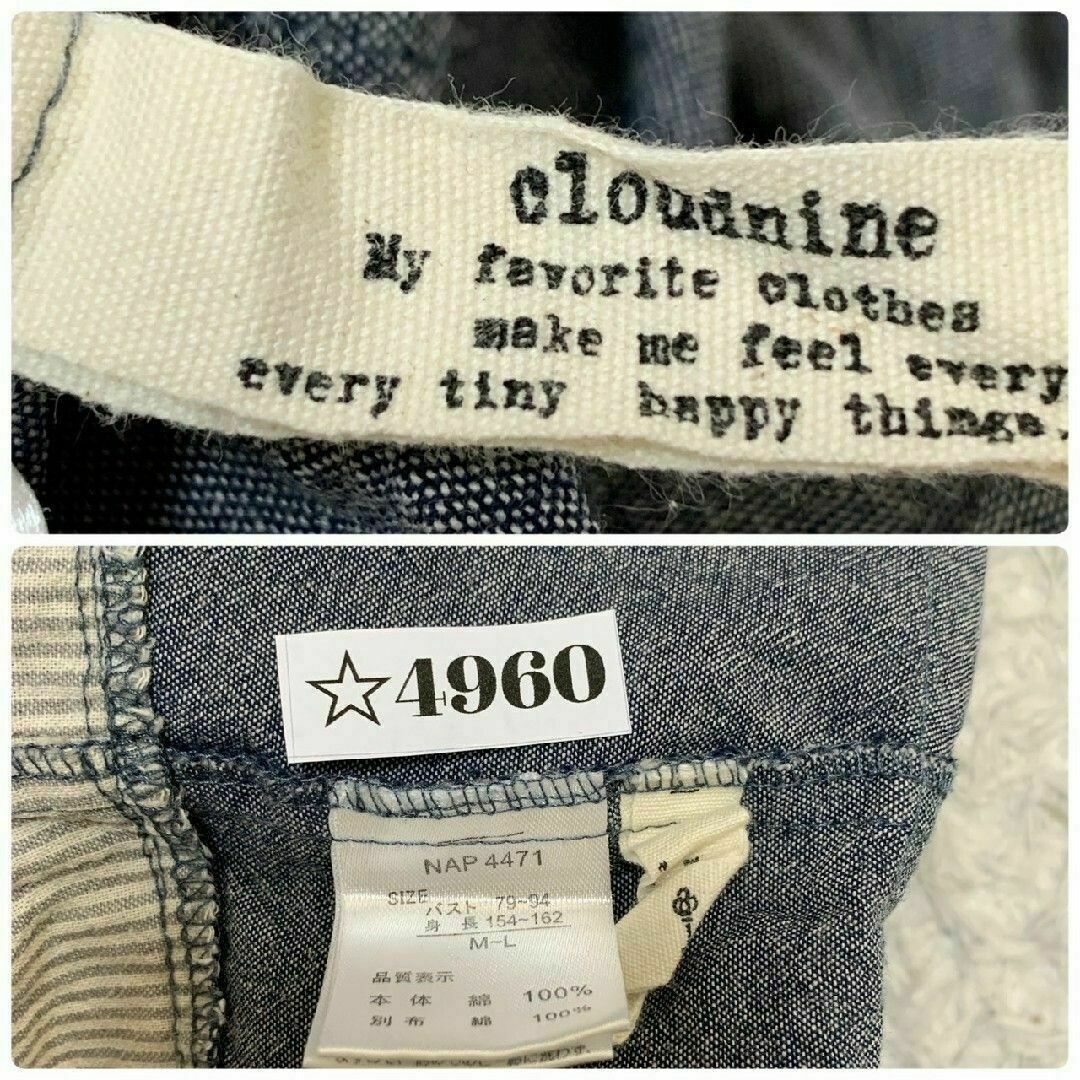 cloudnine
My favorite clothes
make me feel every
every tiny happy things.
☆4960
NAP 4471
SIZE バスト 79~94
身長 154~162
M~L
品質表示
本体 綿 100%
別布 綿 100%